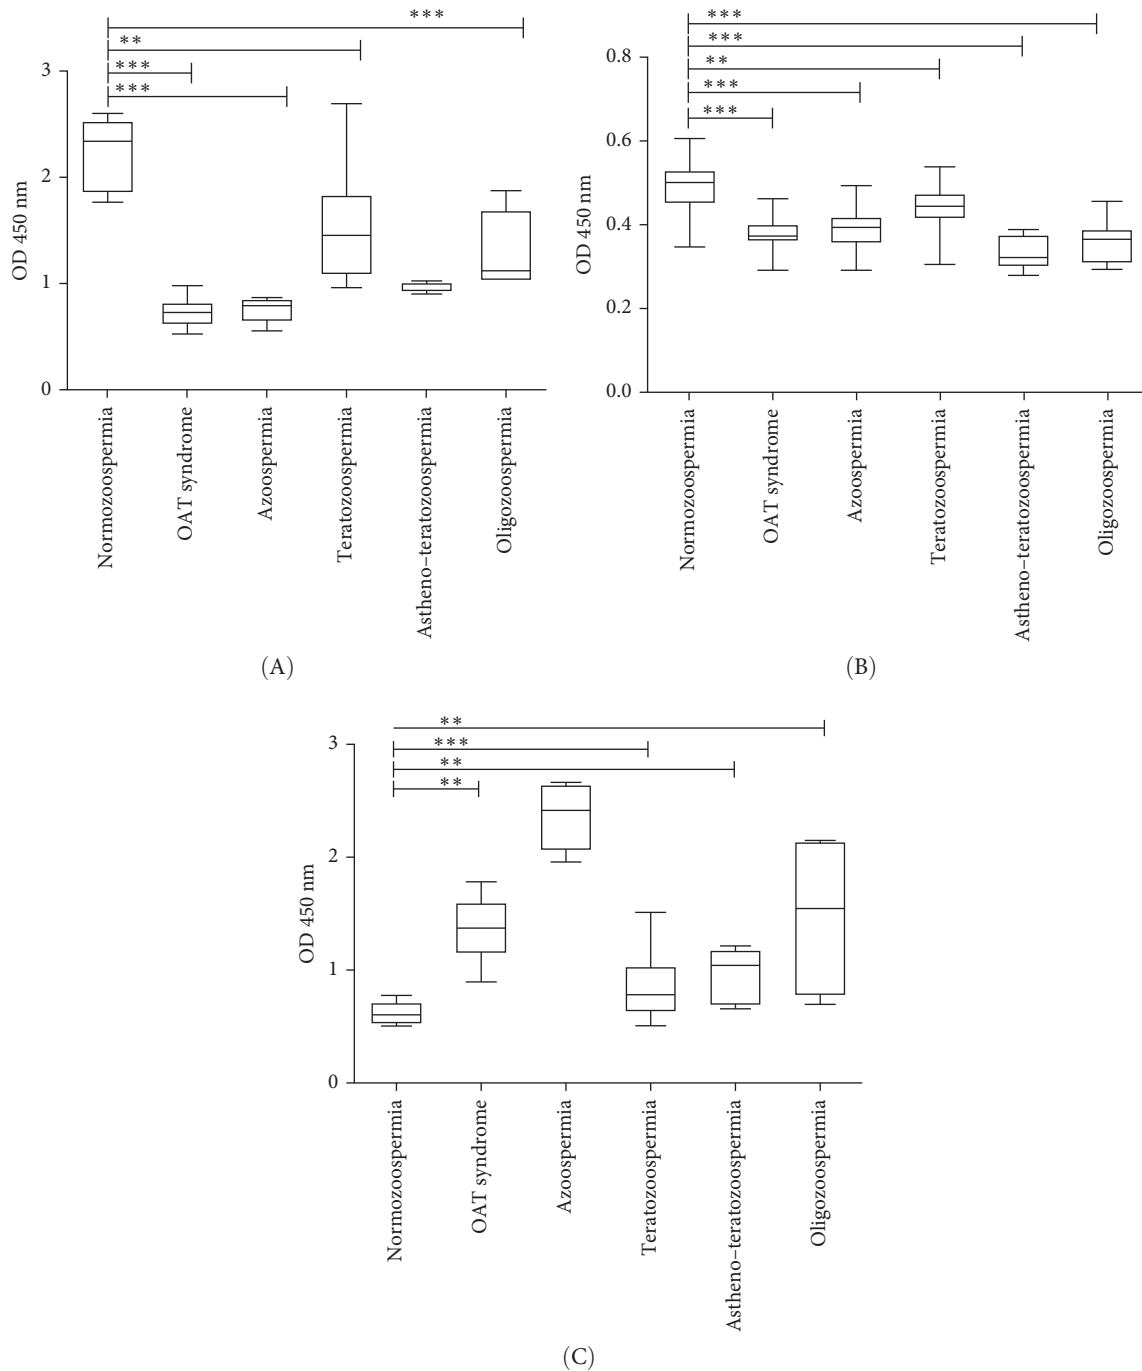 ***
**
***
***
3
2
1
0
OD 450 nm
Normozoospermia
OAT syndrome
Azoospermia
Teratozoospermia
Astheno–teratozoospermia
Oligozoospermia
(A)
***
***
**
***
***
0.8
0.6
0.4
0.2
0.0
OD 450 nm
Normozoospermia
OAT syndrome
Azoospermia
Teratozoospermia
Astheno–teratozoospermia
Oligozoospermia
(B)
**
***
**
**
3
2
1
0
OD 450 nm
Normozoospermia
OAT syndrome
Azoospermia
Teratozoospermia
Astheno–teratozoospermia
Oligozoospermia
(C)